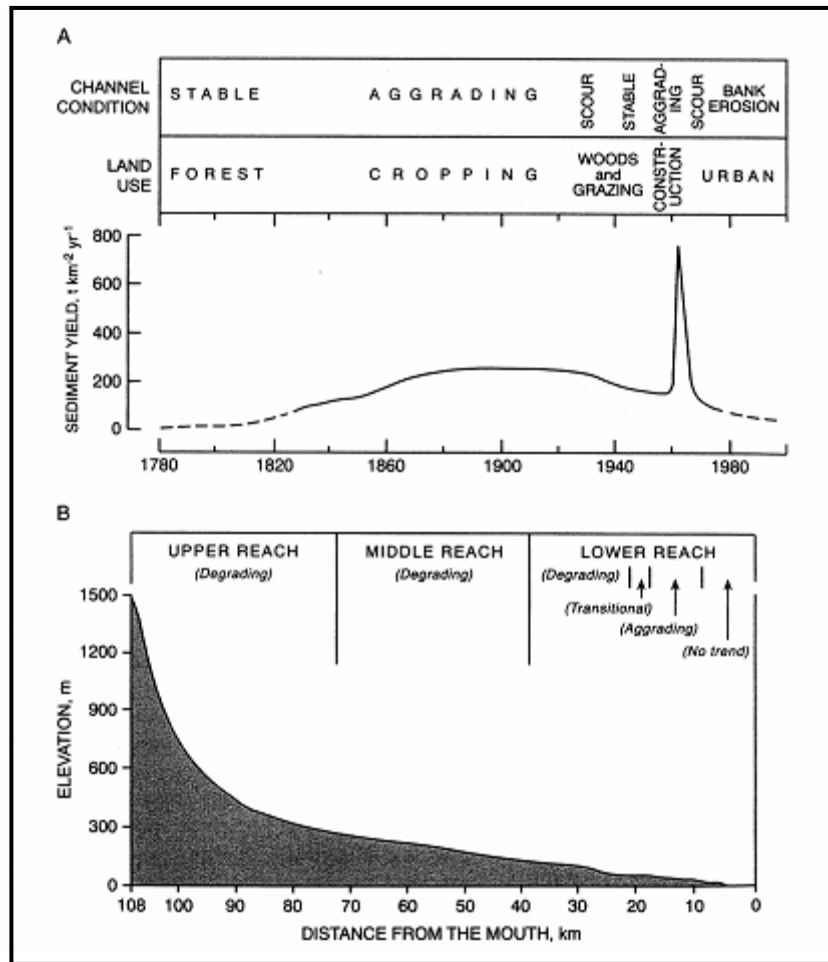 A
CHANNEL CONDITION
STABLE AGGRADING SCOUR STABLE AGGRAD-ING SCOUR BANK EROSION
LAND USE
FOREST CROPPING WOODS and GRAZING CONSTR-UCTION URBAN
SEDIMENT YIELD, t km-2 yr-1
800
600
400
200
0
1780 1820 1860 1900 1940 1980
B
UPPER REACH MIDDLE REACH LOWER REACH
(Degrading) (Degrading) (Degrading)
(Transitional)
(Aggrading)
(No trend)
ELEVATION, m
1500
1200
900
600
300
0
108 100 90 80 70 60 50 40 30 20 10 0
DISTANCE FROM THE MOUTH, km